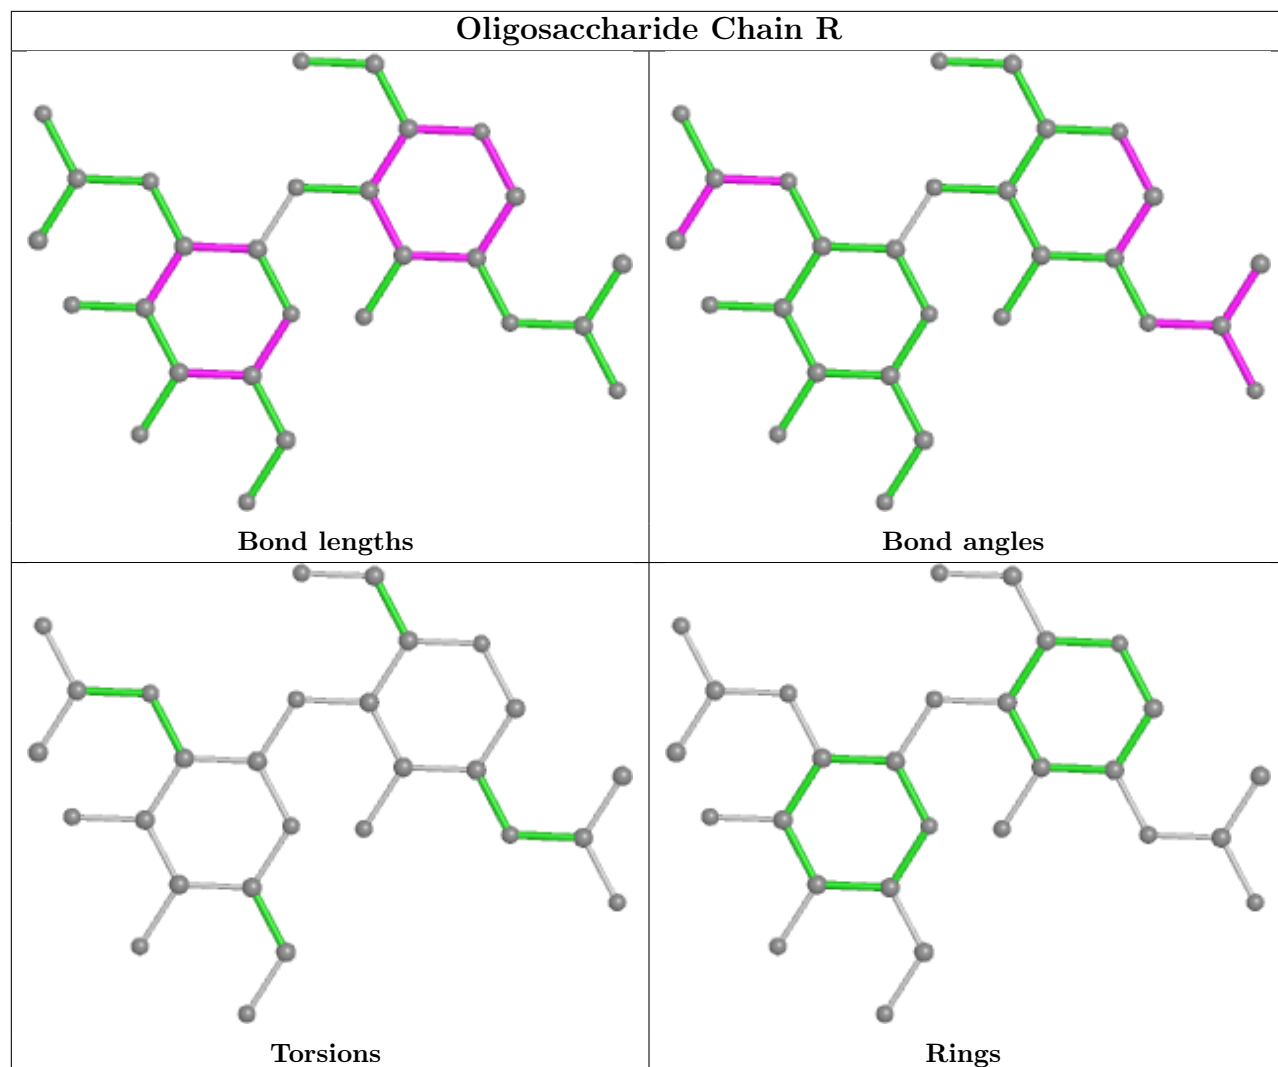 Oligosaccharide Chain R
Bond lengths
Bond angles
Torsions
Rings